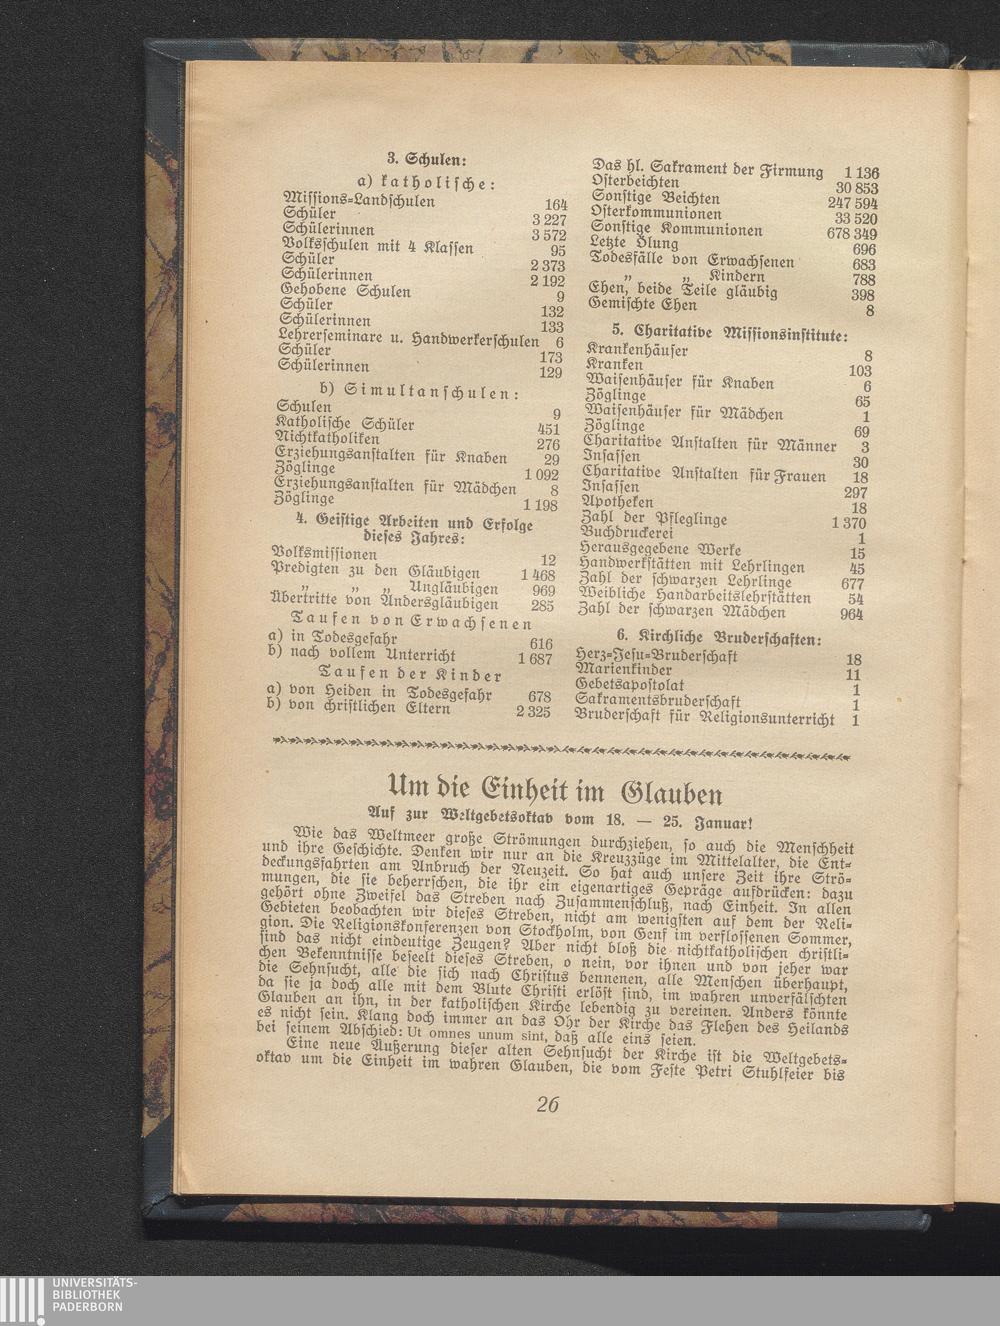 3. Schulen:
a) katholische:
Missions=Landschulen 164
Schüler 3 227
Schülerinnen 3 572
Volksschulen mit 4 Klassen 95
Schüler 2 373
Schülerinnen 2 192
Gehobene Schulen 9
Schüler 132
Schülerinnen 133
Lehrerseminare u. Handwerkerschulen 6
Schüler 173
Schülerinnen 129
b) Simultanschulen:
Schulen 9
Katholische Schüler 451
Nichtkatholiken 276
Erziehungsanstalten für Knaben 29
Zöglinge 1 092
Erziehungsanstalten für Mädchen 8
Zöglinge 1 198
4. Geistige Arbeiten und Erfolge
dieses Jahres:
Volksmissionen 12
Predigten zu den Gläubigen 1 468
„ „ „ Ungläubigen 969
Übertritte von Andersgläubigen 285
Taufen von Erwachsenen
a) in Todesgefahr 616
b) nach vollem Unterricht 1 687
Taufen der Kinder
a) von Heiden in Todesgefahr 678
b) von christlichen Eltern 2 325
Das hl. Sakrament der Firmung 1 136
Osterbeichten 30 853
Sonstige Beichten 247 594
Osterkommunionen 33 520
Sonstige Kommunionen 678 349
Letzte Ölung 696
Todesfälle von Erwachsenen 683
„ „ Kindern 788
Ehen, beide Teile gläubig 398
Gemischte Ehen 8
5. Charitative Missionsinstitute:
Krankenhäuser 8
Kranken 103
Waisenhäuser für Knaben 6
Zöglinge 65
Waisenhäuser für Mädchen 1
Zöglinge 69
Charitative Anstalten für Männer 3
Insassen 30
Charitative Anstalten für Frauen 18
Insassen 297
Apotheken 18
Zahl der Pfleglinge 1 370
Buchdruckerei 1
Herausgegebene Werke 15
Handwerkstätten mit Lehrlingen 45
Zahl der schwarzen Lehrlinge 677
Weibliche Handarbeitslehrstätten 54
Zahl der schwarzen Mädchen 964
6. Kirchliche Bruderschaften:
Herz=Jesu=Bruderschaft 18
Marienkinder 11
Gebetsapostolat 1
Sakramentsbruderschaft 1
Bruderschaft für Religionsunterricht 1
Um die Einheit im Glauben
Auf zur Weltgebetsoktav vom 18. — 25. Januar!
Wie das Weltmeer große Strömungen durchziehen, so auch die Menschheit
und ihre Geschichte. Denken wir nur an die Kreuzzüge im Mittelalter, die Ent=
deckungsfahrten am Anbruch der Neuzeit. So hat auch unsere Zeit ihre Strö=
mungen, die sie beherrschen, die ihr ein eigenartiges Gepräge aufdrücken: dazu
gehört ohne Zweifel das Streben nach Zusammenschluß, nach Einheit. In allen
Gebieten beobachten wir dieses Streben, nicht am wenigsten auf dem der Reli=
gion. Die Religionskonferenzen von Stockholm, von Genf im verflossenen Sommer,
sind das nicht eindeutige Zeugen? Aber nicht bloß die nichtkatholischen christli=
chen Bekenntnisse beseelt dieses Streben, o nein, vor ihnen und von jeher war
die Sehnsucht, alle die sich nach Christus bennenen, alle Menschen überhaupt,
da sie ja doch alle mit dem Blute Christi erlöst sind, im wahren unverfälschten
Glauben an ihn, in der katholischen Kirche lebendig zu vereinen. Anders könnte
es nicht sein. Klang doch immer an das Ohr der Kirche das Flehen des Heilands
bei seinem Abschied: Ut omnes unum sint, daß alle eins seien.
Eine neue Äußerung dieser alten Sehnsucht der Kirche ist die Weltgebets=
oktav um die Einheit im wahren Glauben, die vom Feste Petri Stuhlfeier bis
26
UNIVERSITÄTS-
BIBLIOTHEK
PADERBORN